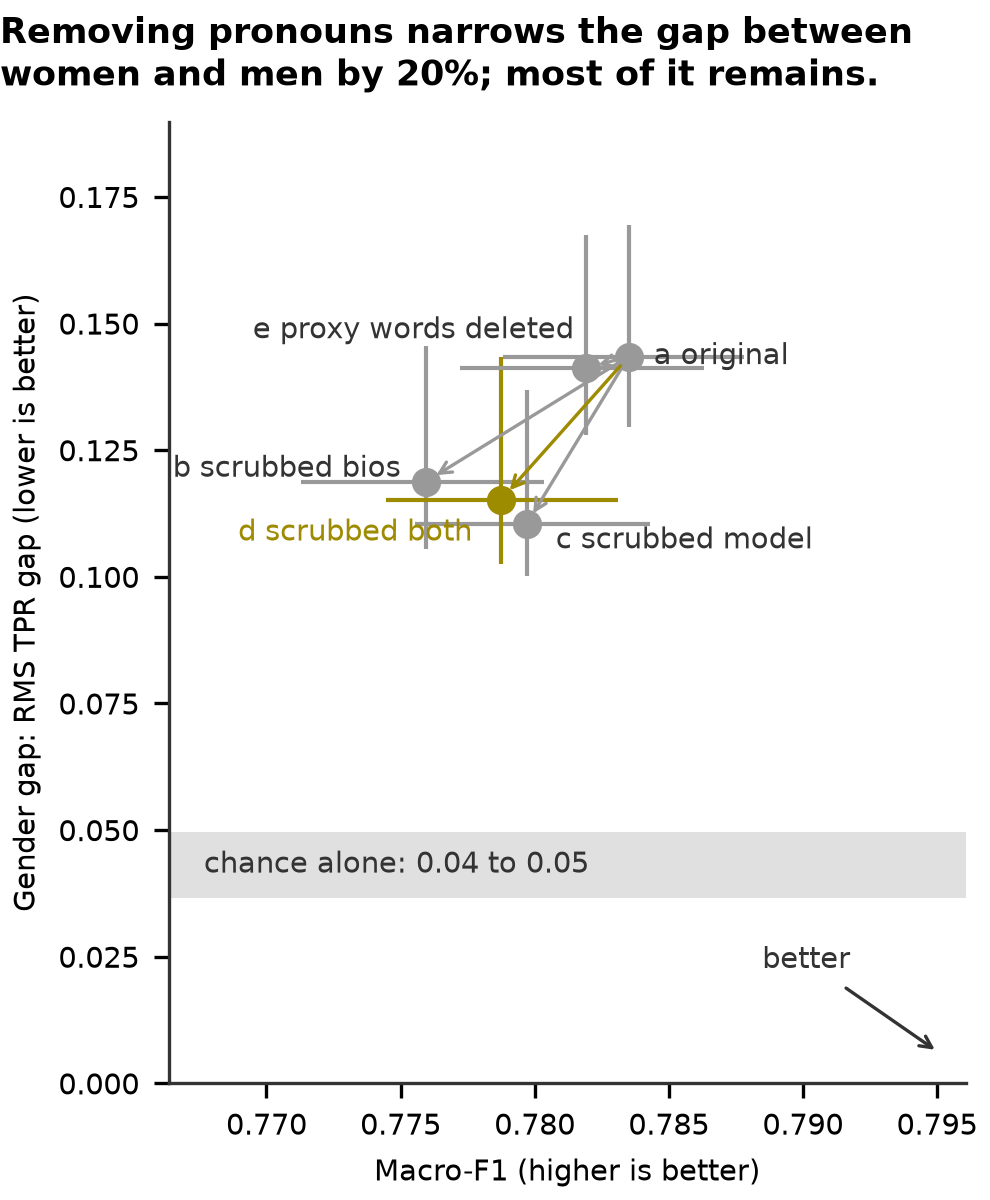 Removing pronouns narrows the gap between
women and men by 20%; most of it remains.
Gender gap: RMS TPR gap (lower is better)
0.175
0.150
0.125
0.100
0.075
0.050
0.025
0.000
e proxy words deleted
a original
b scrubbed bios
d scrubbed both
c scrubbed model
chance alone: 0.04 to 0.05
better
0.770
0.775
0.780
0.785
0.790
0.795
Macro-F1 (higher is better)